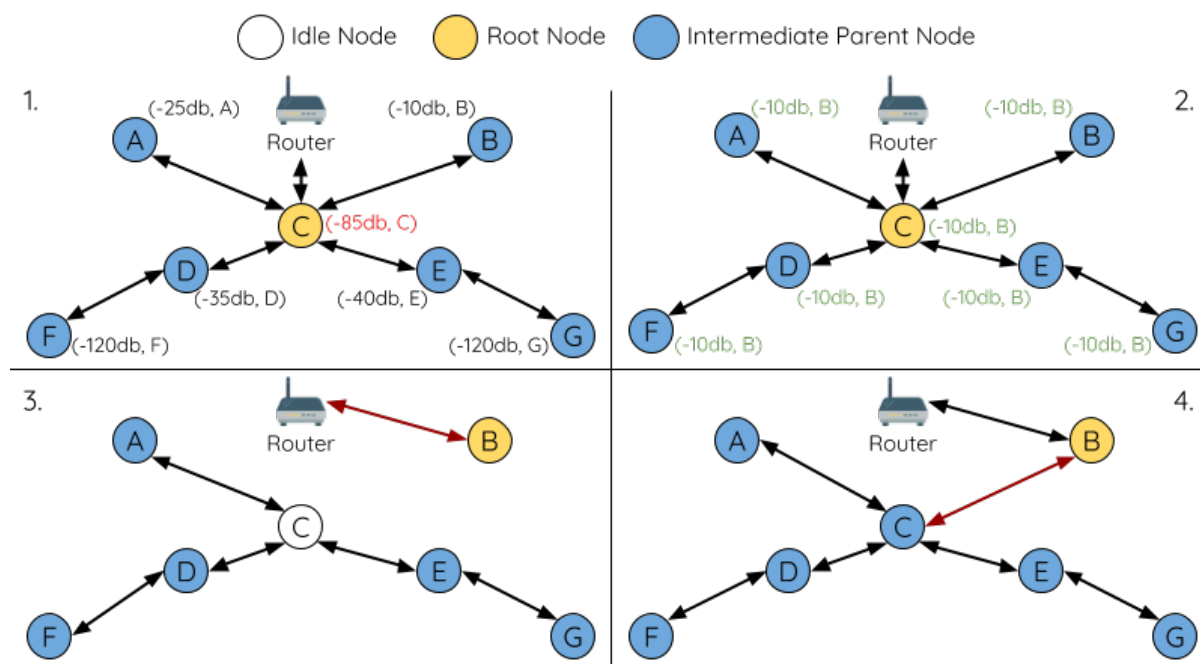 Idle Node
Root Node
Intermediate Parent Node
1.
(-25db, A)
(-10db, B)
A
Router
B
C
(-85db, C)
D
(-35db, D)
(-40db, E)
E
F
(-120db, F)
(-120db, G)
G
2.
(-10db, B)
(-10db, B)
A
Router
B
C
(-10db, B)
D
(-10db, B)
(-10db, B)
E
F
(-10db, B)
(-10db, B)
G
3.
A
Router
B
C
D
E
F
G
4.
A
Router
B
C
D
E
F
G